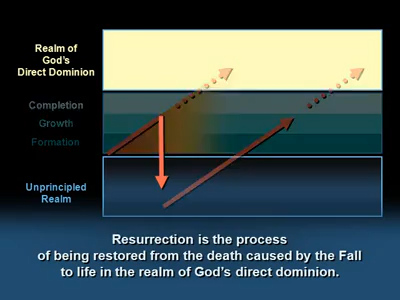 Realm of
God's
Direct Dominion
Completion
Growth
Formation
Unprincipled
Realm
Resurrection is the process
of being restored from the death caused by the Fall
to life in the realm of God's direct dominion.